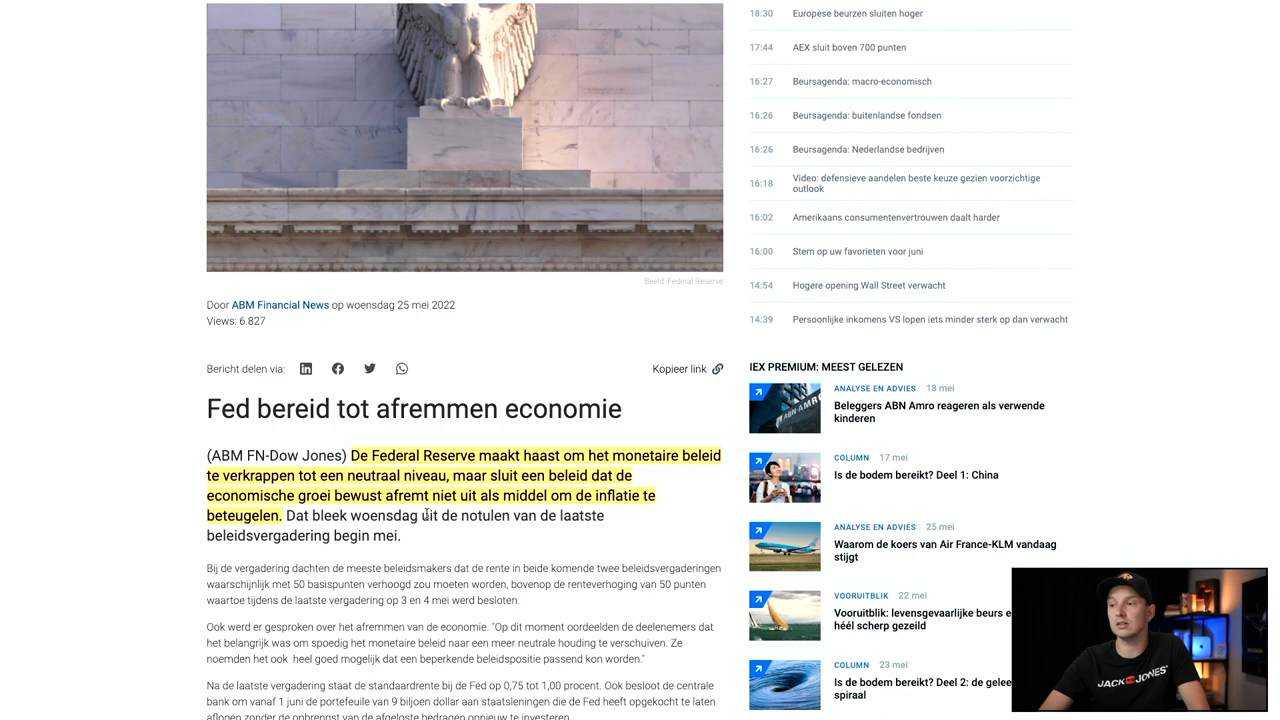 Beeld: Federal Reserve
Door ABM Financial News op woensdag 25 mei 2022
Views: 6.827
Bericht delen via:
Kopieer link
Fed bereid tot afremmen economie
(ABM FN-Dow Jones) De Federal Reserve maakt haast om het monetaire beleid
te verkrappen tot een neutraal niveau, maar sluit een beleid dat de
economische groei bewust afremt niet uit als middel om de inflatie te
beteugelen. Dat bleek woensdag uit de notulen van de laatste
beleidsvergadering begin mei.
Bij de vergadering dachten de meeste beleidsmakers dat de rente in beide komende twee beleidsvergaderingen
waarschijnlijk met 50 basispunten verhoogd zou moeten worden, bovenop de renteverhoging van 50 punten
waartoe tijdens de laatste vergadering op 3 en 4 mei werd besloten.
Ook werd er gesproken over het afremmen van de economie. "Op dit moment oordeelden de deelenemers dat
het belangrijk was om spoedig het monetaire beleid naar een meer neutrale houding te verschuiven. Ze
noemden het ook heel goed mogelijk dat een beperkende beleidspositie passend kon worden."
Na de laatste vergadering staat de standaardrente bij de Fed op 0,75 tot 1,00 procent. Ook besloot de centrale
bank om vanaf 1 juni de portefeuille van 9 biljoen dollar aan staatsleningen die de Fed heeft opgekocht te laten
aflopen zonder de opbrengst van de afgeloste bedragen opnieuw te investeren.
18:30 Europese beurzen sluiten hoger
17:44 AEX sluit boven 700 punten
16:27 Beursagenda: macro-economisch
16:26 Beursagenda: buitenlandse fondsen
16:26 Beursagenda: Nederlandse bedrijven
16:18 Video: defensieve aandelen beste keuze gezien voorzichtige
outlook
16:02 Amerikaans consumentenvertrouwen daalt harder
16:00 Stem op uw favorieten voor juni
14:54 Hogere opening Wall Street verwacht
14:39 Persoonlijke inkomens VS lopen iets minder sterk op dan verwacht
IEX PREMIUM: MEEST GELEZEN
ABN·AMRO
ANALYSE EN ADVIES 18 mei
Beleggers ABN Amro reageren als verwende
kinderen
COLUMN 17 mei
Is de bodem bereikt? Deel 1: China
ANALYSE EN ADVIES 25 mei
Waarom de koers van Air France-KLM vandaag
stijgt
VOORUITBLIK 22 mei
Vooruitblik: levensgevaarlijke beurs e
héél scherp gezeild
COLUMN 23 mei
Is de bodem bereikt? Deel 2: de gelee
spiraal
JACK JONES